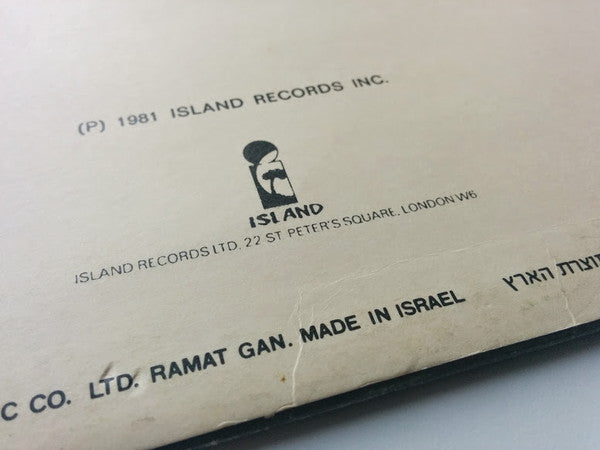 (P) 1981 ISLAND RECORDS INC.
ISLAND
ISLAND RECORDS LTD. 22 ST PETER'S SQUARE, LONDON W6
C CO. LTD. RAMAT GAN. MADE IN ISRAEL תוצרת הארץ